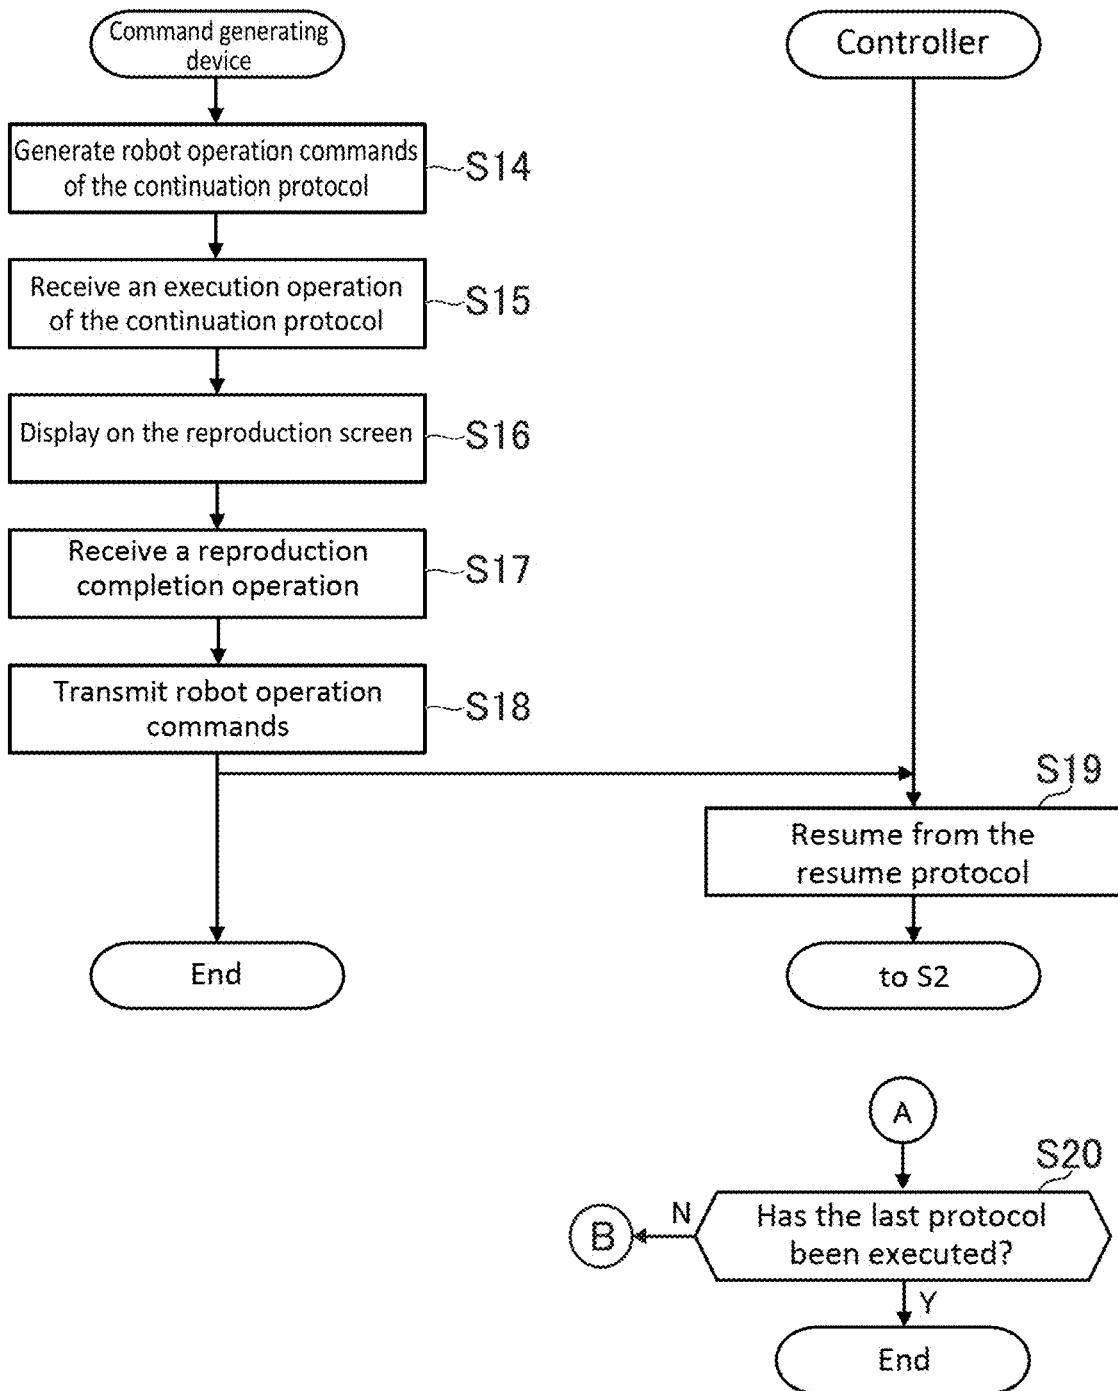 Command generating
device
Generate robot operation commands
of the continuation protocol
S14
Receive an execution operation
of the continuation protocol
S15
Display on the reproduction screen
S16
Receive a reproduction
completion operation
S17
Transmit robot operation
commands
S18
End
Controller
S19
Resume from the
resume protocol
to S2
A
S20
Has the last protocol
been executed?
N
B
Y
End